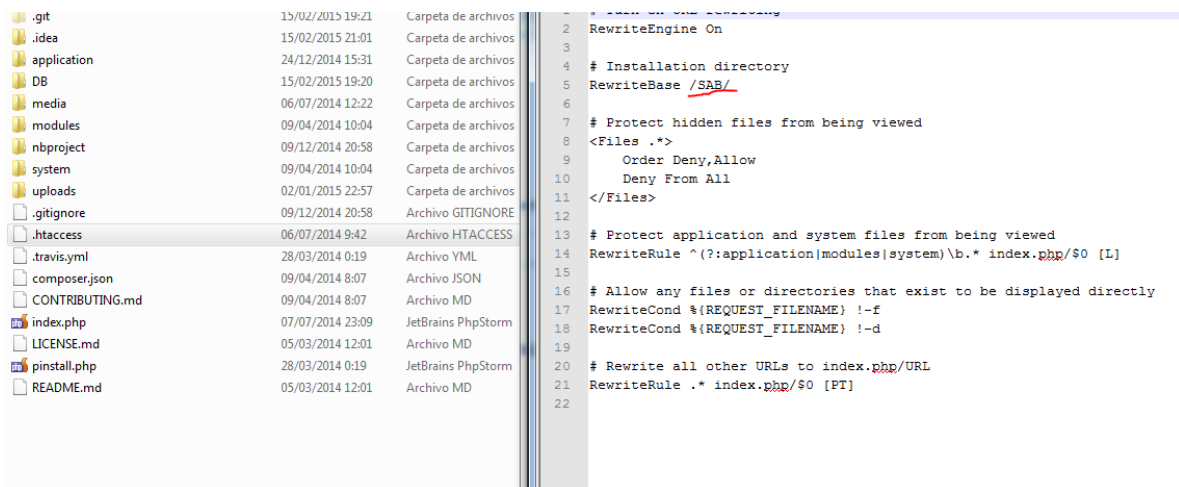 .git 15/02/2015 19:21 Carpeta de archivos
.idea 15/02/2015 21:01 Carpeta de archivos
application 24/12/2014 15:31 Carpeta de archivos
DB 15/02/2015 19:20 Carpeta de archivos
media 06/07/2014 12:22 Carpeta de archivos
modules 09/04/2014 10:04 Carpeta de archivos
nbproject 09/12/2014 20:58 Carpeta de archivos
system 09/04/2014 10:04 Carpeta de archivos
uploads 02/01/2015 22:57 Carpeta de archivos
.gitignore 09/12/2014 20:58 Archivo GITIGNORE
.htaccess 06/07/2014 9:42 Archivo HTACCESS
.travis.yml 28/03/2014 0:19 Archivo YML
composer.json 09/04/2014 8:07 Archivo JSON
CONTRIBUTING.md 09/04/2014 8:07 Archivo MD
index.php 07/07/2014 23:09 JetBrains PhpStorm
LICENSE.md 05/03/2014 12:01 Archivo MD
pinstall.php 28/03/2014 0:19 JetBrains PhpStorm
README.md 05/03/2014 12:01 Archivo MD
1 # Turn on URL rewriting
2 RewriteEngine On
3
4 # Installation directory
5 RewriteBase /SAB/
6
7 # Protect hidden files from being viewed
8 <Files .*>
9 Order Deny,Allow
10 Deny From All
11 </Files>
12
13 # Protect application and system files from being viewed
14 RewriteRule ^(?:application|modules|system)\b.* index.php/$0 [L]
15
16 # Allow any files or directories that exist to be displayed directly
17 RewriteCond %{REQUEST_FILENAME} !-f
18 RewriteCond %{REQUEST_FILENAME} !-d
19
20 # Rewrite all other URLs to index.php/URL
21 RewriteRule .* index.php/$0 [PT]
22